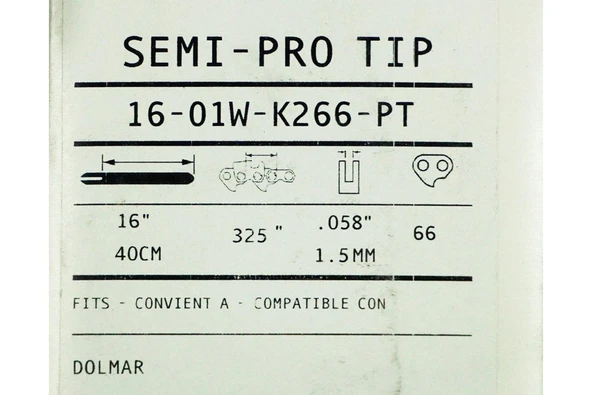 SEMI-PRO TIP
16-01W-K266-PT
16" 325" .058" 66
40CM 1.5MM
FITS - CONVIENT A - COMPATIBLE CON
DOLMAR